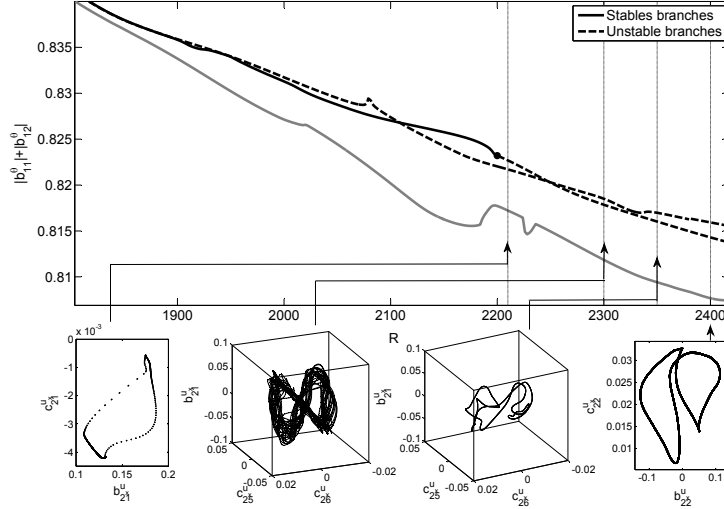 Stables branches
Unstable branches
|b^θ_11|+|b^θ_12|
0.835
0.83
0.825
0.82
0.815
0.81
1900 2000 2100 2200 2300 2400
R
x 10^-3
0
-1
-2
-3
-4
c^u_21
0.1 0.15 0.2
b^u_21
0.1
0.05
0
-0.05
-0.1
b^u_21
-0.05
0
0.05
c^u_25
0.02
0
-0.02
c^u_26
0.1
0.05
0
-0.05
-0.1
b^u_21
-0.05
0
0.05
c^u_25
0.02
0
-0.02
c^u_26
0.03
0.025
0.02
0.015
0.01
c^u_22
-0.1 0 0.1
b^u_22